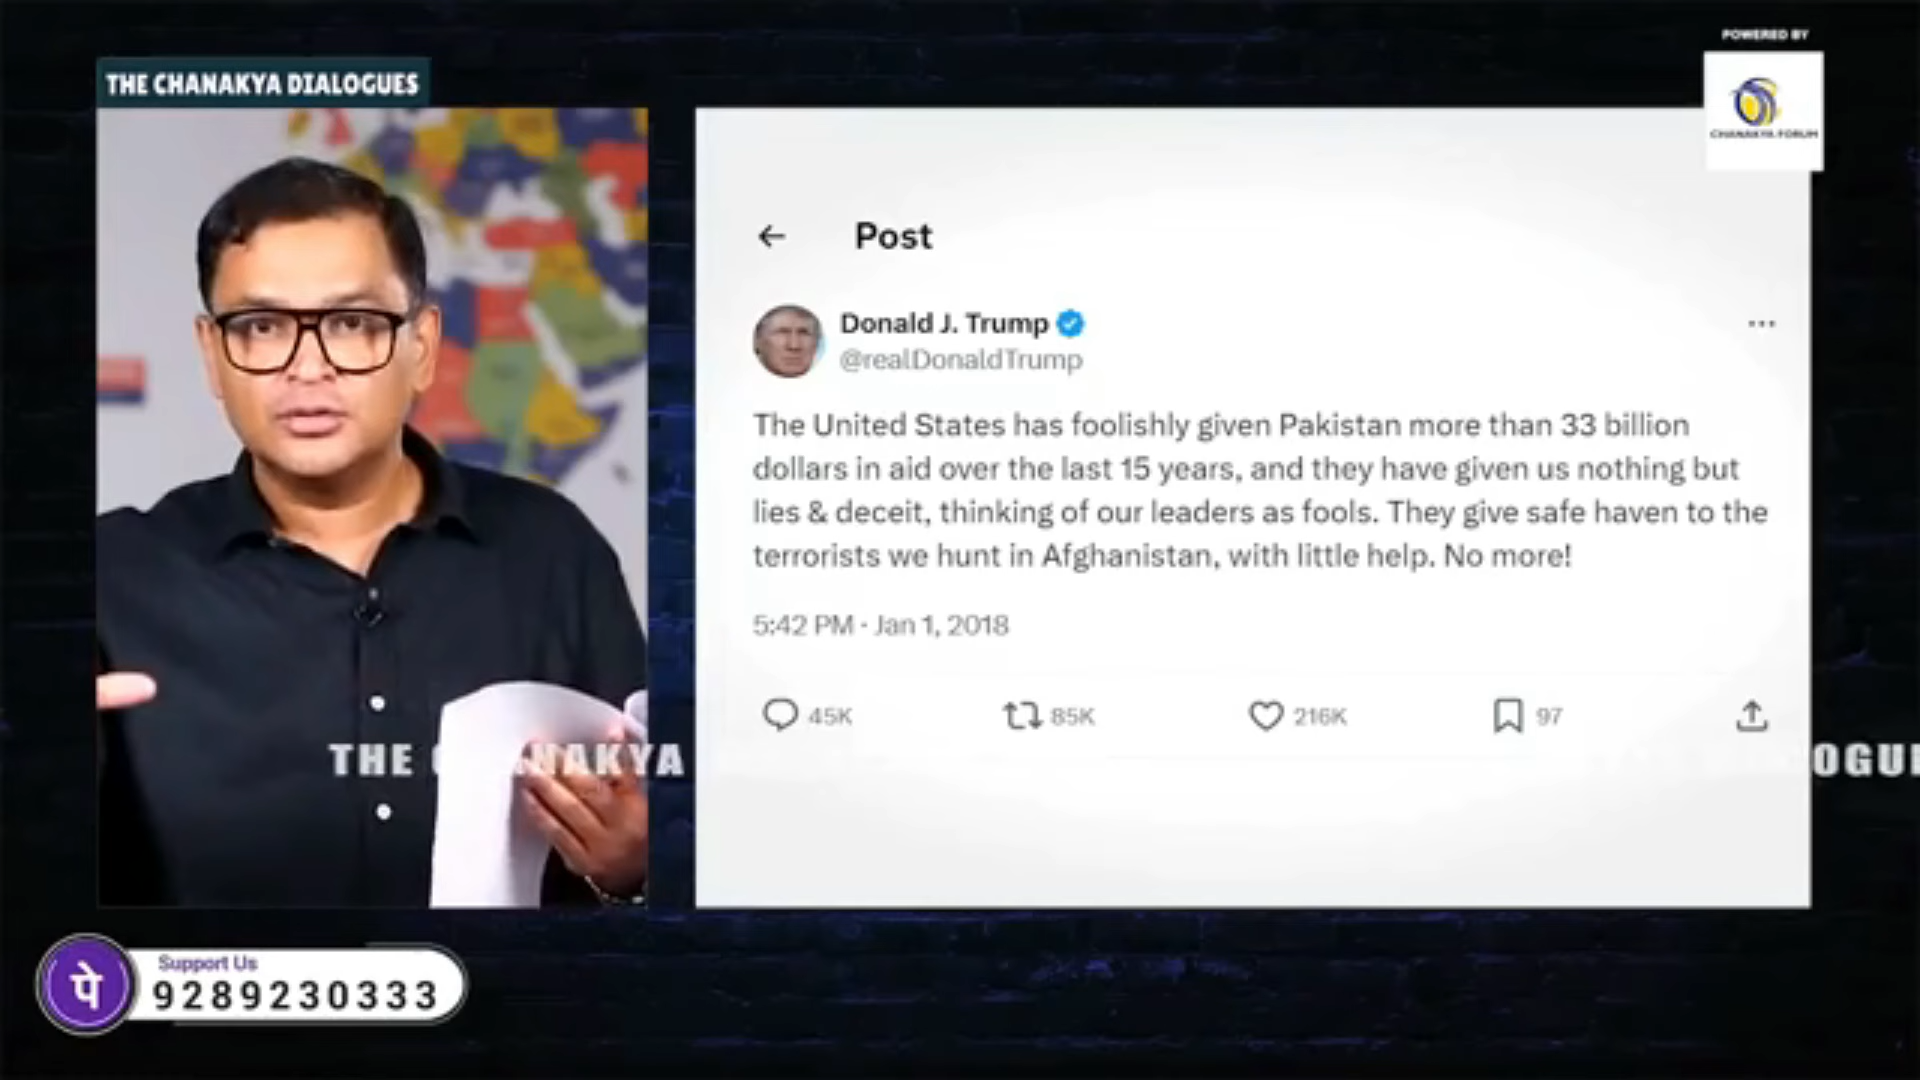 POWERED BY
THE CHANAKYA DIALOGUES
CHANAKYA FORUM
Post
Donald J. Trump
@realDonaldTrump
The United States has foolishly given Pakistan more than 33 billion
dollars in aid over the last 15 years, and they have given us nothing but
lies & deceit, thinking of our leaders as fools. They give safe haven to the
terrorists we hunt in Afghanistan, with little help. No more!
5:42 PM · Jan 1, 2018
45K 85K 216K 97
THE CHANAKYA
पे
Support Us
9289230333